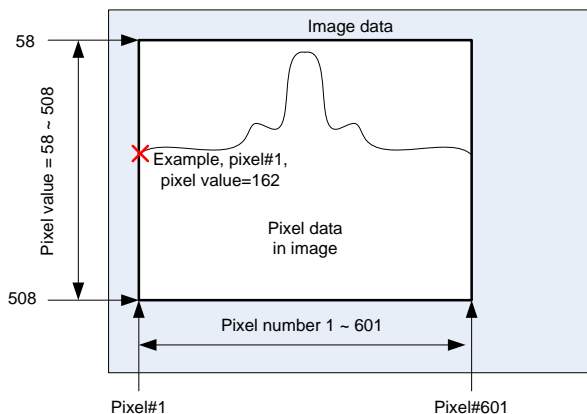 Image data
58
Pixel value = 58 ~ 508
Example, pixel#1,
pixel value=162
Pixel data
in image
508
Pixel number 1 ~ 601
Pixel#1
Pixel#601